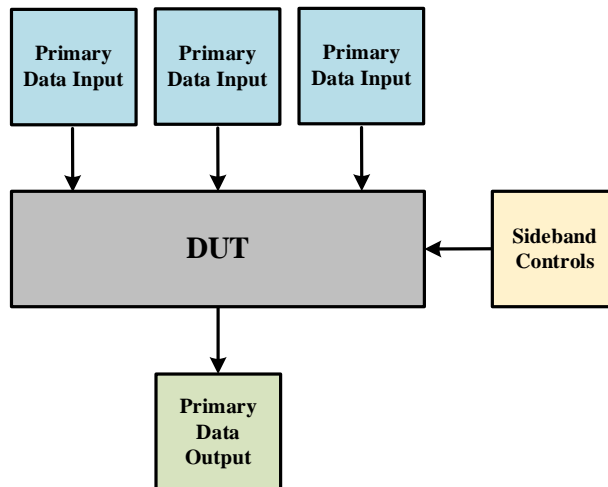 Primary
Data Input
Primary
Data Input
Primary
Data Input
DUT
Sideband
Controls
Primary
Data
Output